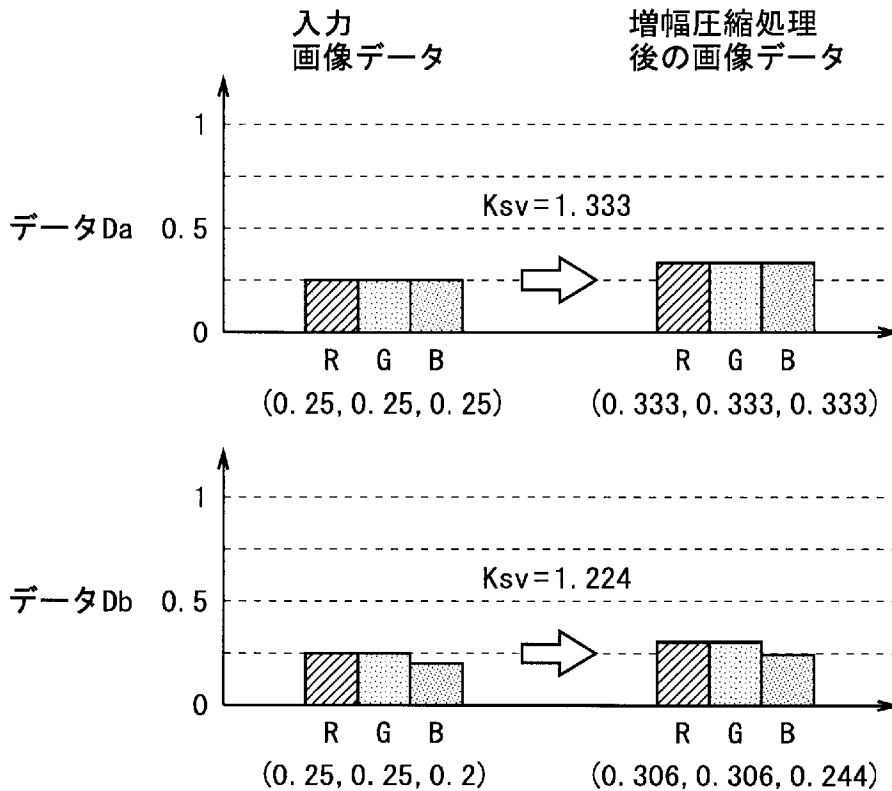 入力
画像データ
増幅圧縮処理
後の画像データ
1
Ksv=1.333
データDa 0.5
0
R G B
R G B
(0.25, 0.25, 0.25)
(0.333, 0.333, 0.333)
1
Ksv=1.224
データDb 0.5
0
R G B
R G B
(0.25, 0.25, 0.2)
(0.306, 0.306, 0.244)